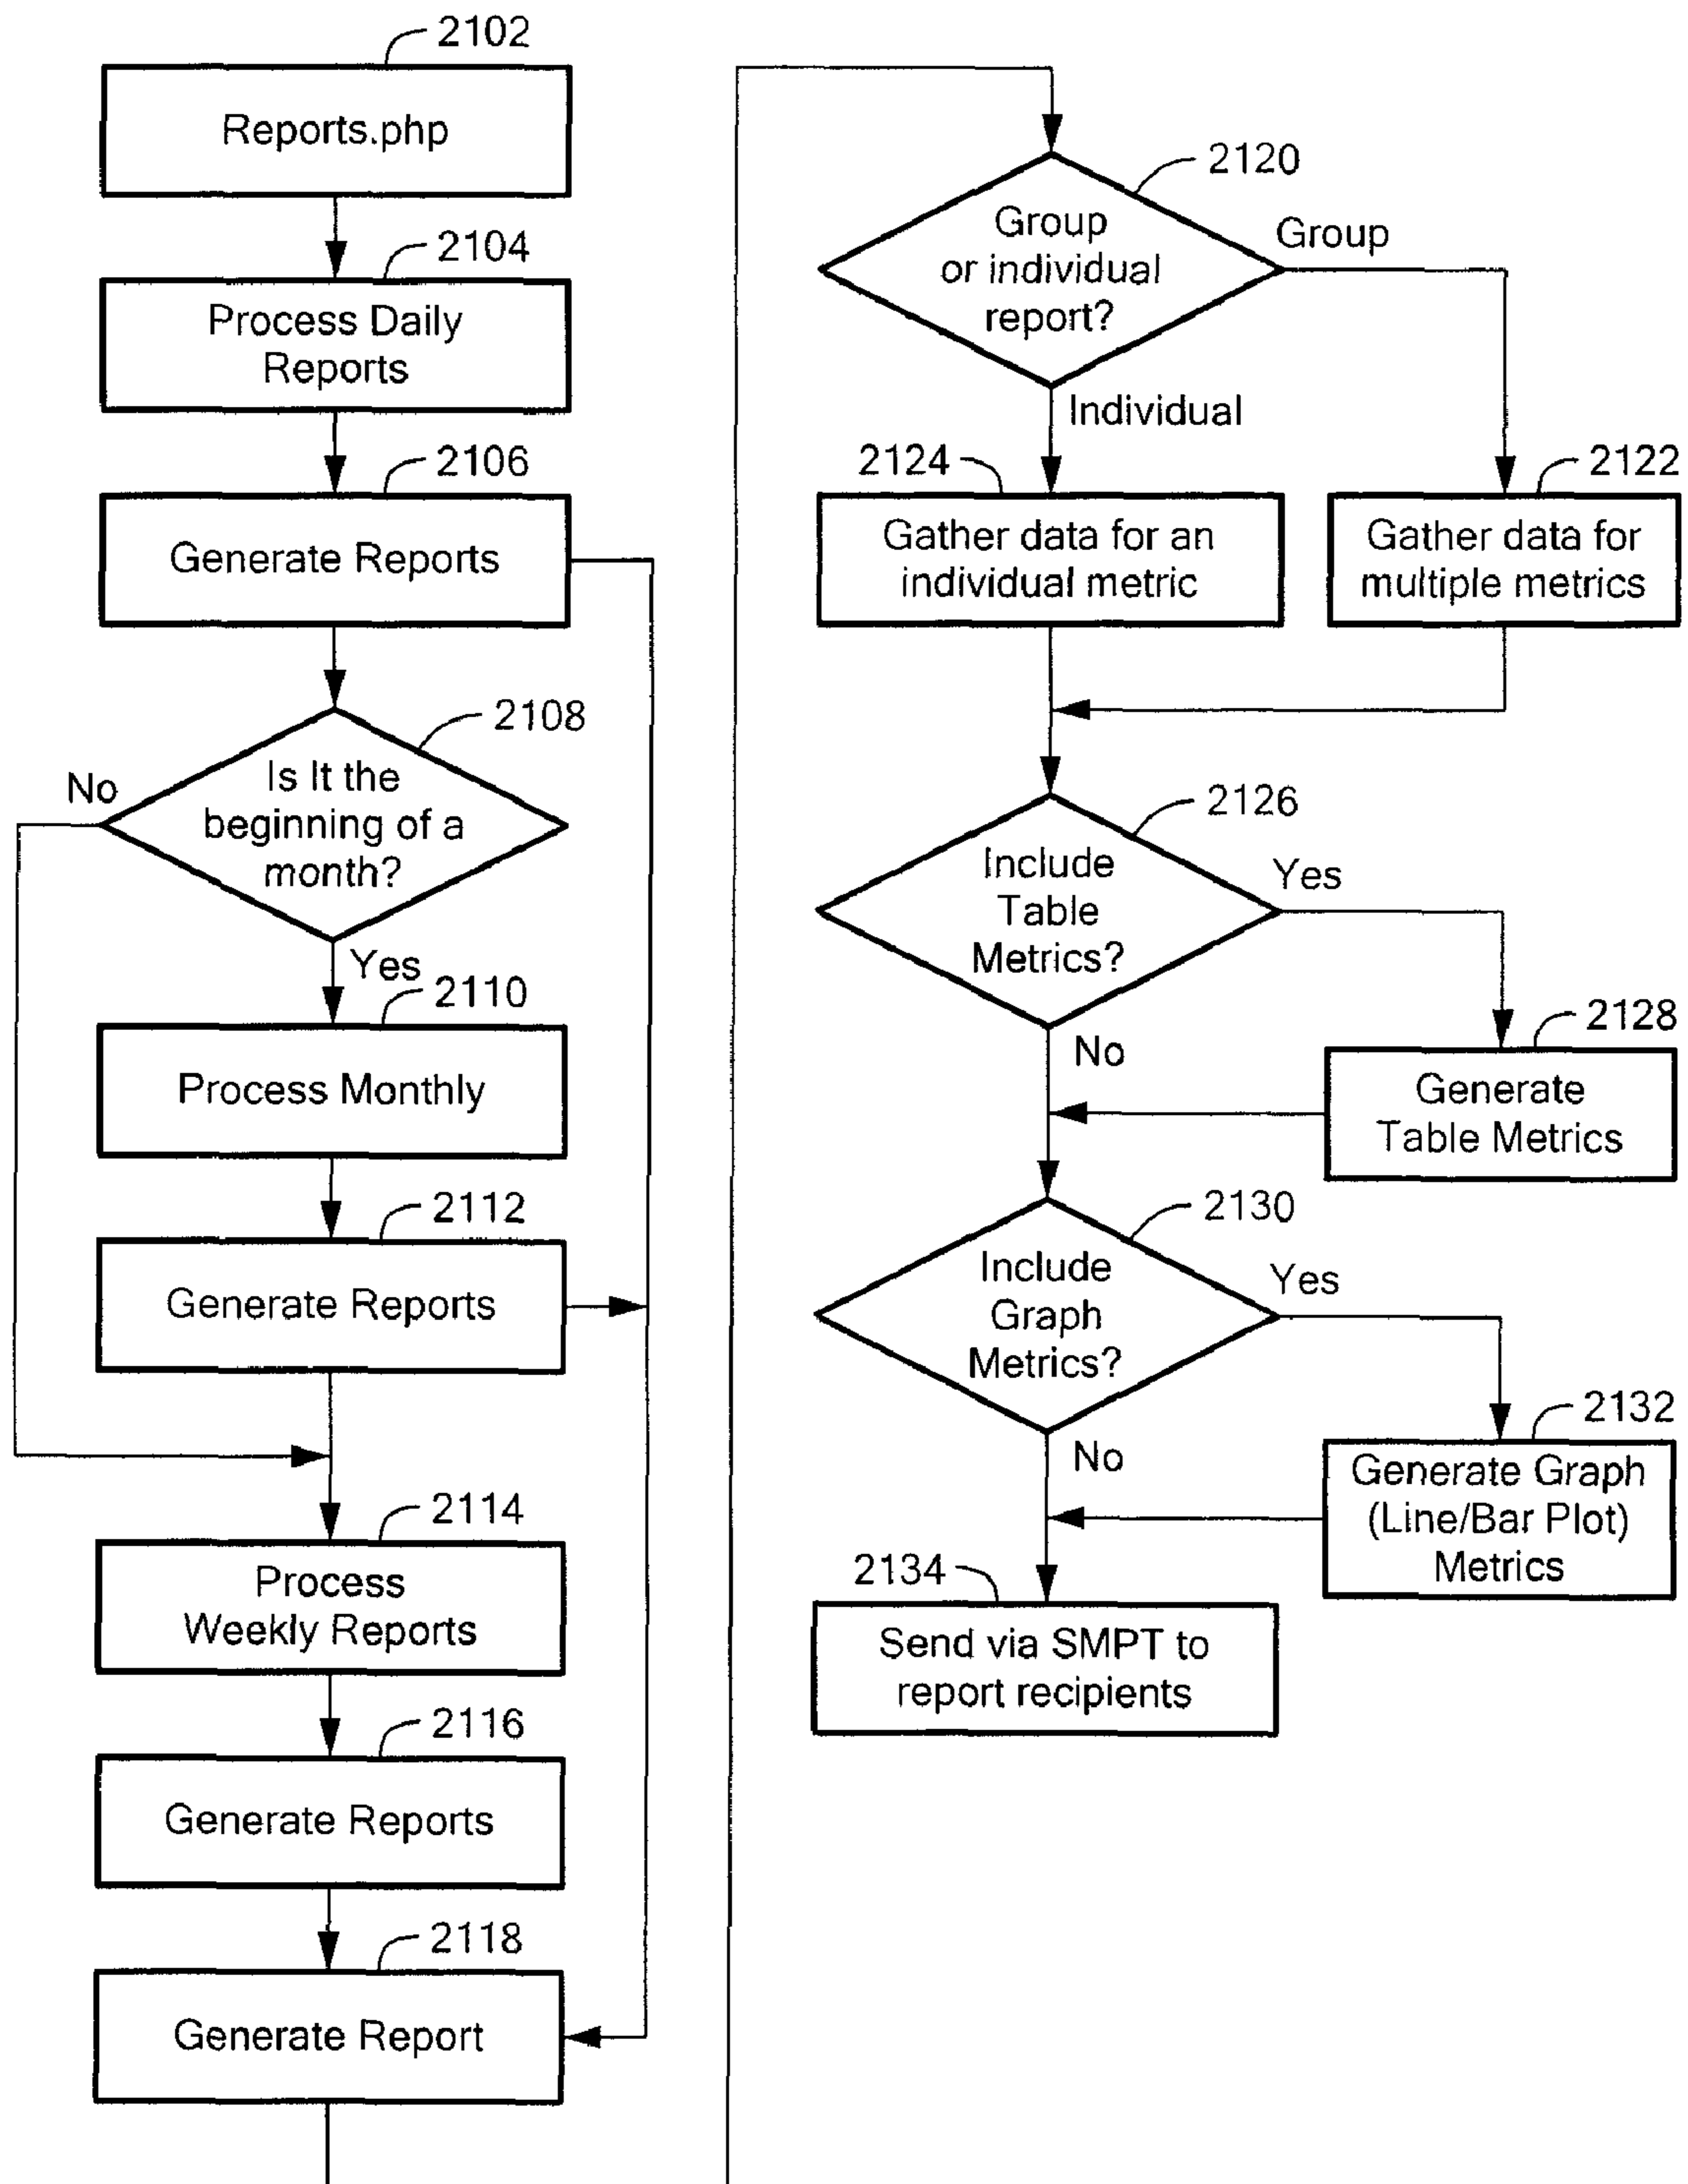 2102
Reports.php
2104
Process Daily
Reports
2106
Generate Reports
2108
Is It the
beginning of a
month?
No
Yes
2110
Process Monthly
2112
Generate Reports
2114
Process
Weekly Reports
2116
Generate Reports
2118
Generate Report
2120
Group
or individual
report?
Group
Individual
2124
Gather data for an
individual metric
2122
Gather data for
multiple metrics
2126
Include
Table
Metrics?
Yes
No
2128
Generate
Table Metrics
2130
Include
Graph
Metrics?
Yes
No
2132
Generate Graph
(Line/Bar Plot)
Metrics
2134
Send via SMPT to
report recipients